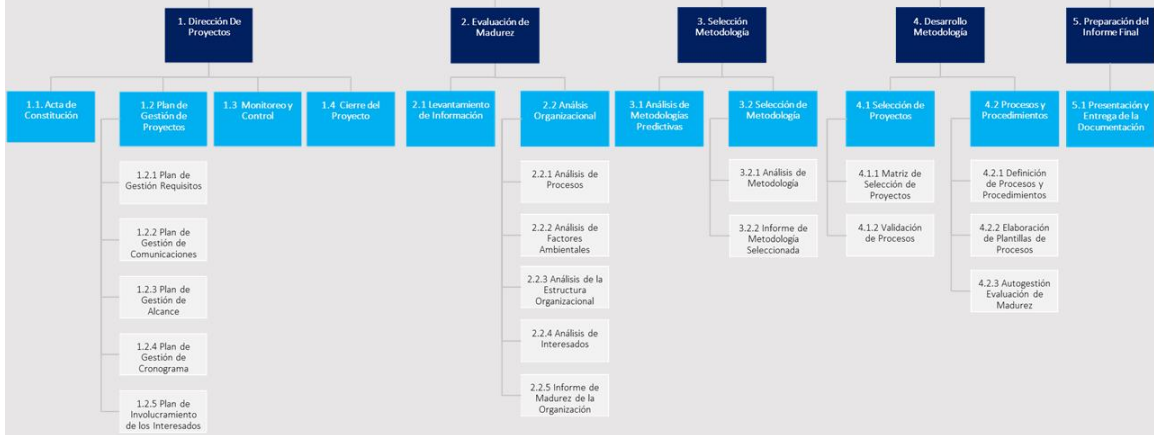 1. Dirección De
Proyectos
2. Evaluación de
Madurez
3. Selección
Metodología
4. Desarrollo
Metodología
5. Preparación del
Informe Final
1.1. Acta de
Constitución
1.2 Plan de
Gestión de
Proyectos
1.3 Monitoreo y
Control
1.4 Cierre del
Proyecto
2.1 Levantamiento
de Información
2.2 Análsis
Organizacional
3.1 Análisis de
Metodologías
Predictivas
3.2 Selección de
Metodología
4.1 Selección de
Proyectos
4.2 Procesos y
Procedimientos
5.1 Presentación y
Entrega de la
Documentación
1.2.1 Plan de
Gestión Requisitos
1.2.2 Plan de
Gestión de
Comunicaciones
1.2.3 Plan de
Gestión de
Alcance
1.2.4 Plan de
Gestión de
Cronograma
1.2.5 Plan de
Involucramiento
de los Interesados
2.2.1 Análisis de
Procesos
2.2.2 Análisis de
Factores
Ambientales
2.2.3 Análisis de la
Estructura
Organizacional
2.2.4 Análisis de
Interesados
2.2.5 Informe de
Madurez de la
Organización
3.2.1 Análisis de
Metodología
3.2.2 Informe de
Metodología
Seleccionada
4.1.1 Matriz de
Selección de
Proyectos
4.1.2 Validación
de Procesos
4.2.1 Definición
de Procesos y
Procedimientos
4.2.2 Elaboración
de Plantillas de
Procesos
4.2.3 Autogestión
Evaluación de
Madurez